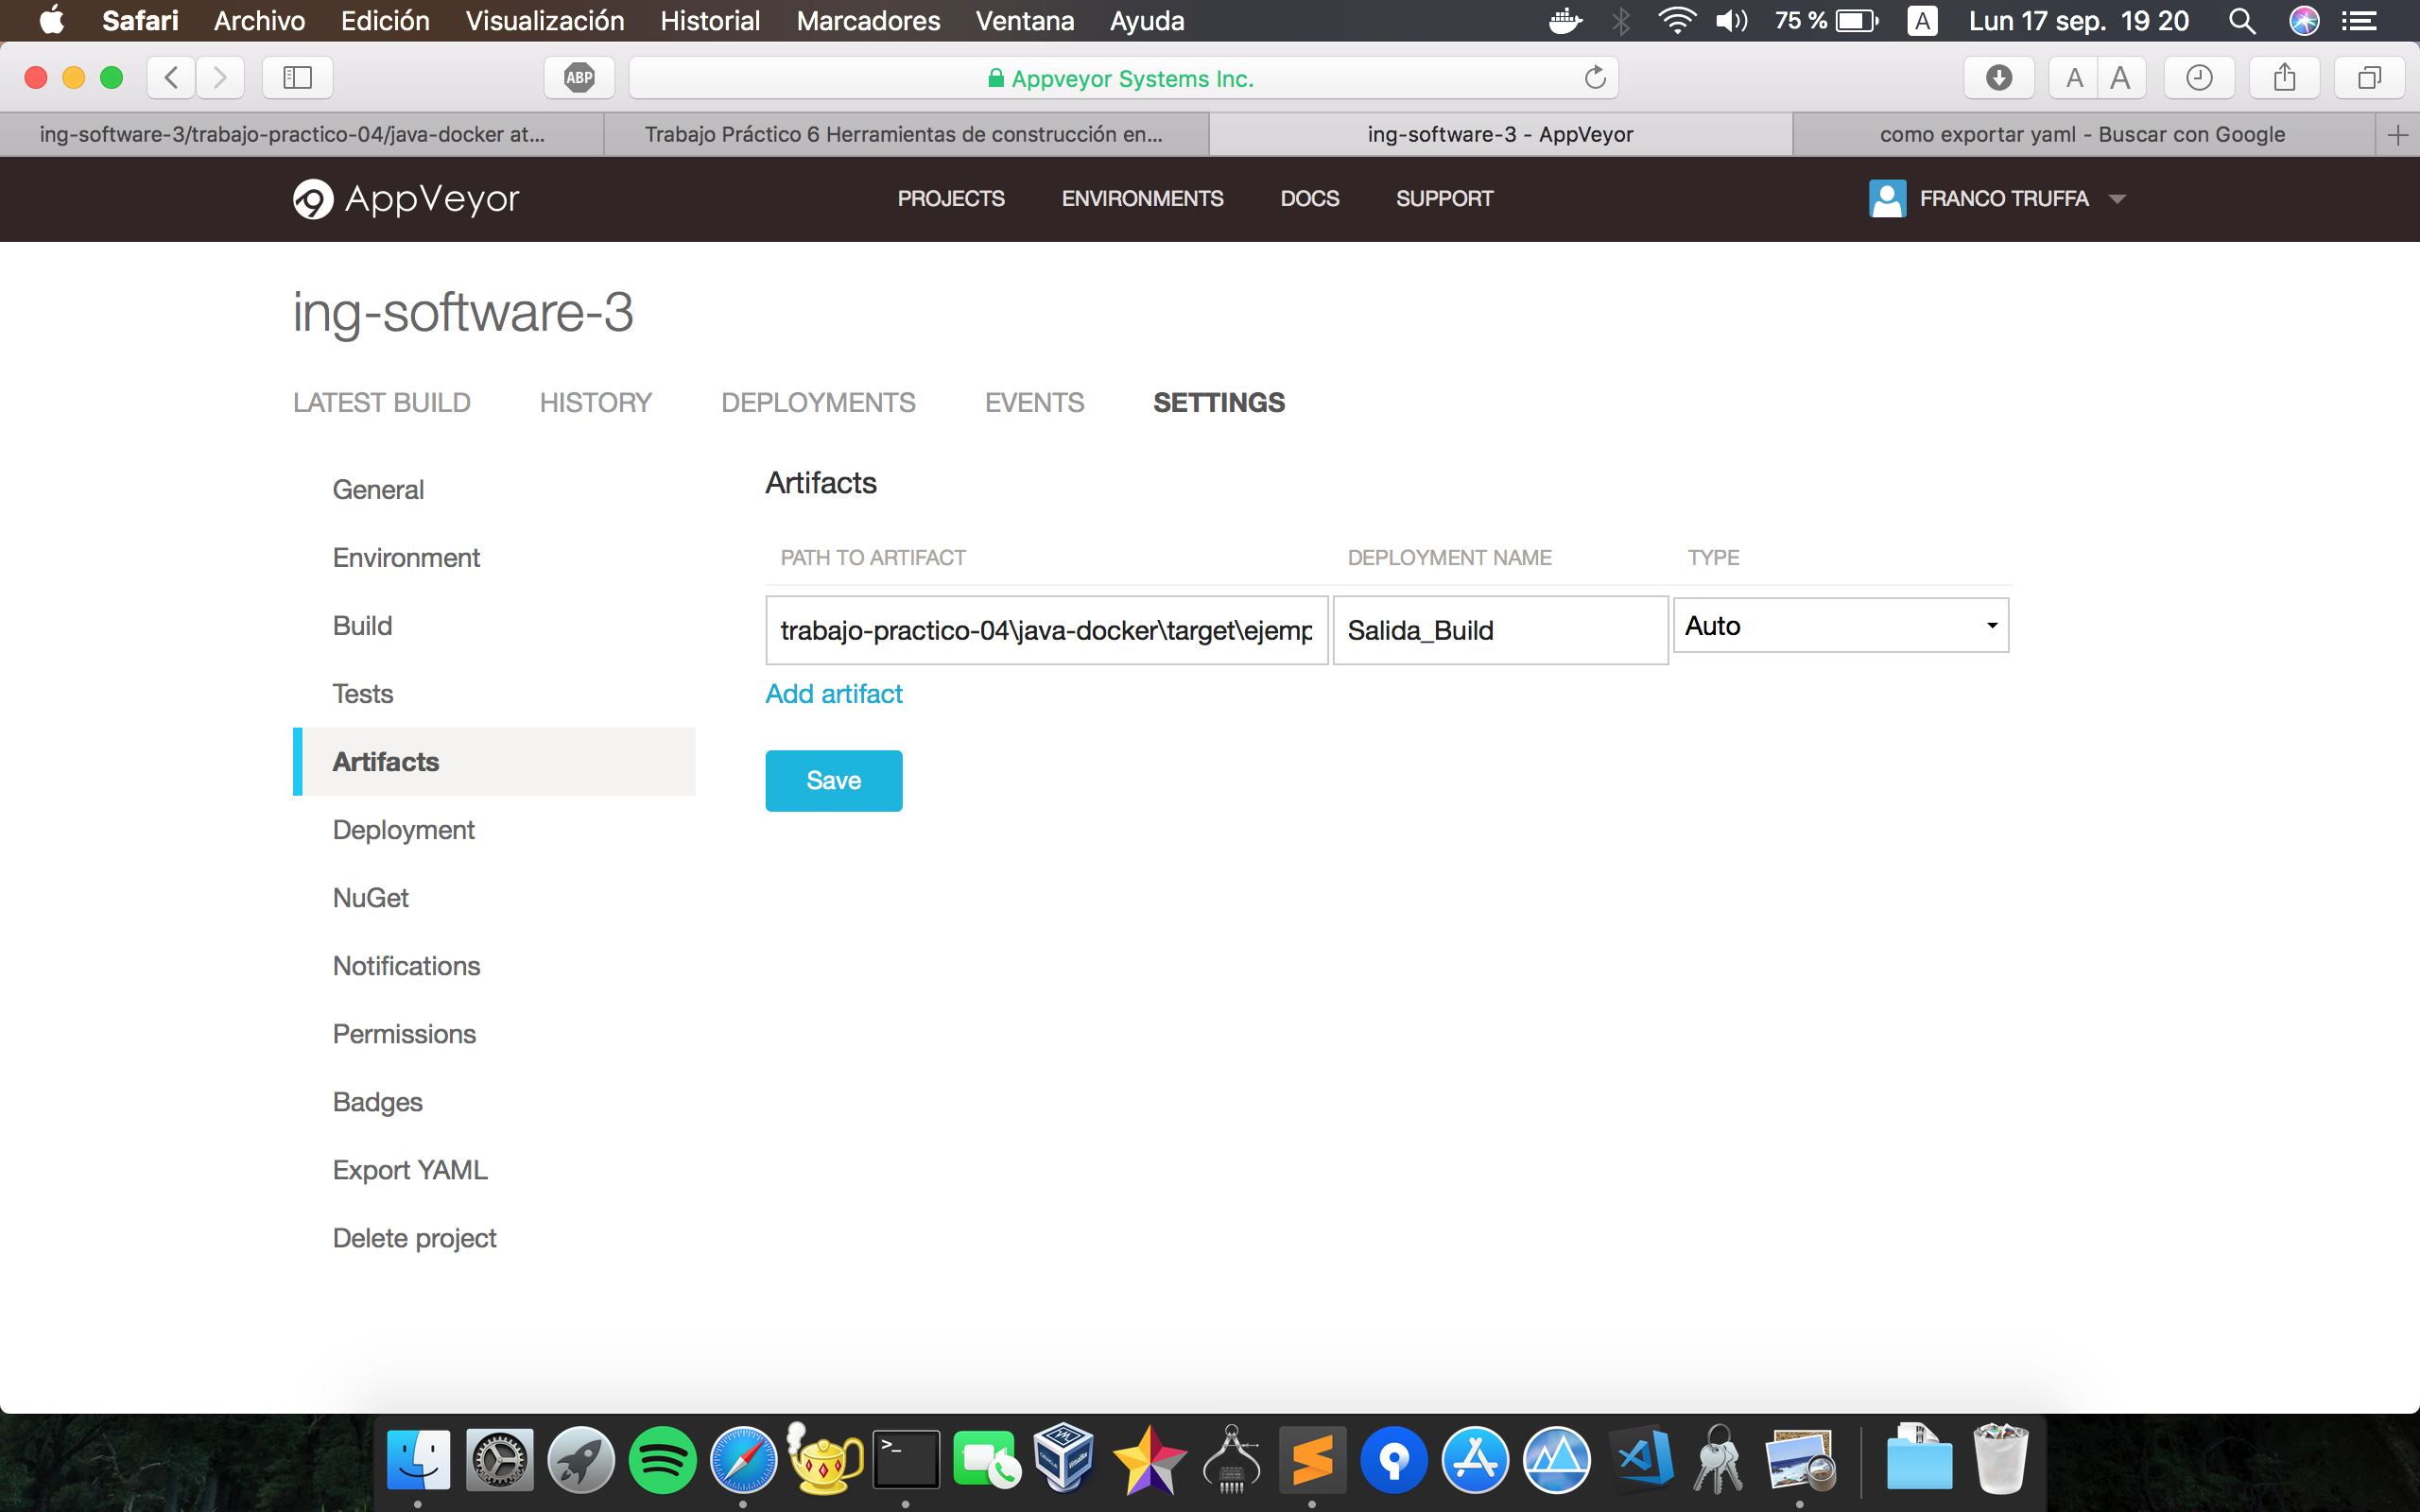 Safari Archivo Edición Visualización Historial Marcadores Ventana Ayuda 75 % A Lun 17 sep. 19 20
ABP Appveyor Systems Inc. A A
ing-software-3/trabajo-practico-04/java-docker at... Trabajo Práctico 6 Herramientas de construcción en... ing-software-3 - AppVeyor como exportar yaml - Buscar con Google
AppVeyor PROJECTS ENVIRONMENTS DOCS SUPPORT FRANCO TRUFFA
ing-software-3
LATEST BUILD HISTORY DEPLOYMENTS EVENTS SETTINGS
General
Environment
Build
Tests
Artifacts
Deployment
NuGet
Notifications
Permissions
Badges
Export YAML
Delete project
Artifacts
PATH TO ARTIFACT DEPLOYMENT NAME TYPE
trabajo-practico-04\java-docker\target\ejemp Salida_Build Auto
Add artifact
Save